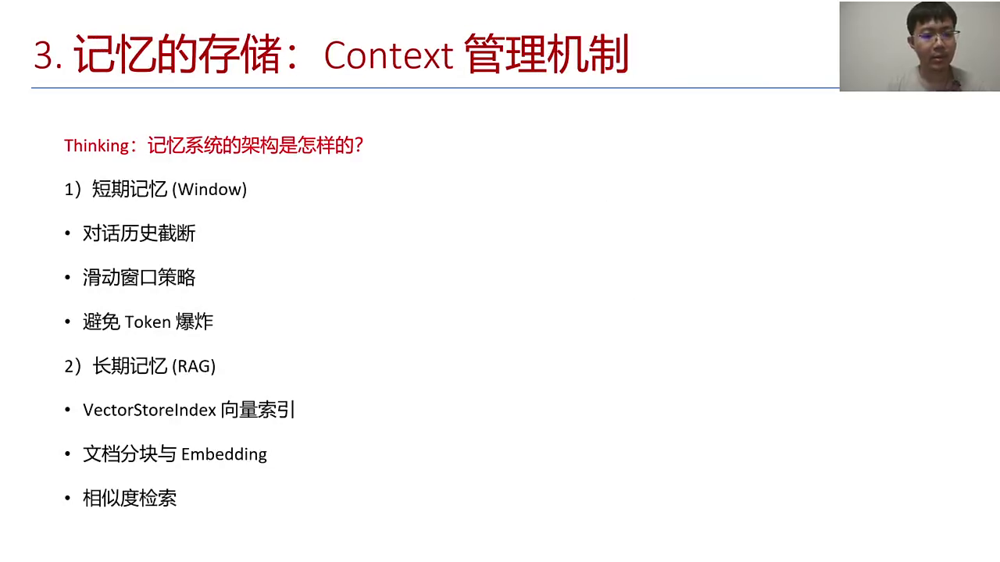 3. 记忆的存储：Context 管理机制
Thinking：记忆系统的架构是怎样的？
1）短期记忆 (Window)
• 对话历史截断
• 滑动窗口策略
• 避免 Token 爆炸
2）长期记忆 (RAG)
• VectorStoreIndex 向量索引
• 文档分块与 Embedding
• 相似度检索